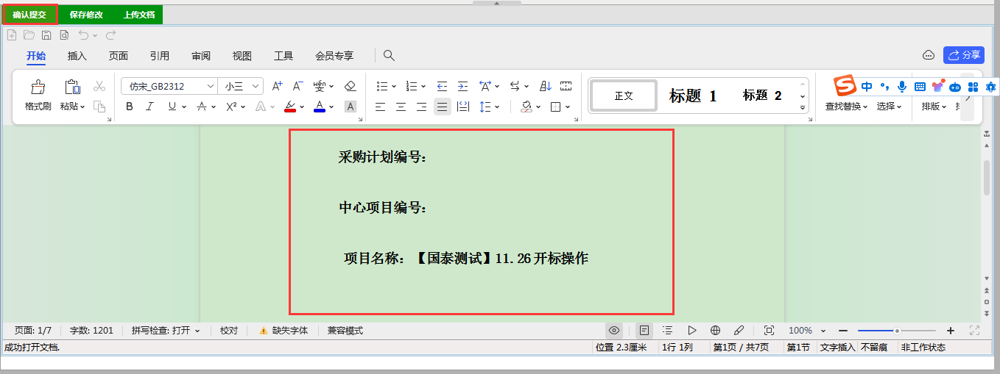 确认提交 保存修改 上传文档
开始 插入 页面 引用 审阅 视图 工具 会员专享 分享
仿宋_GB2312 小三 A+ A- wén 正文 标题 1 标题 2 中
格式刷 粘贴 B I U A X² A A A 查找替换 选择 排版
采购计划编号：
中心项目编号：
项目名称：【国泰测试】11.26开标操作
页面: 1/7 字数: 1201 拼写检查: 打开 校对 缺失字体 兼容模式 100%
成功打开文档. 位置 2.3厘米 1行 1列 第1页 / 共7页 第1节 文字插入 不留痕 非工作状态